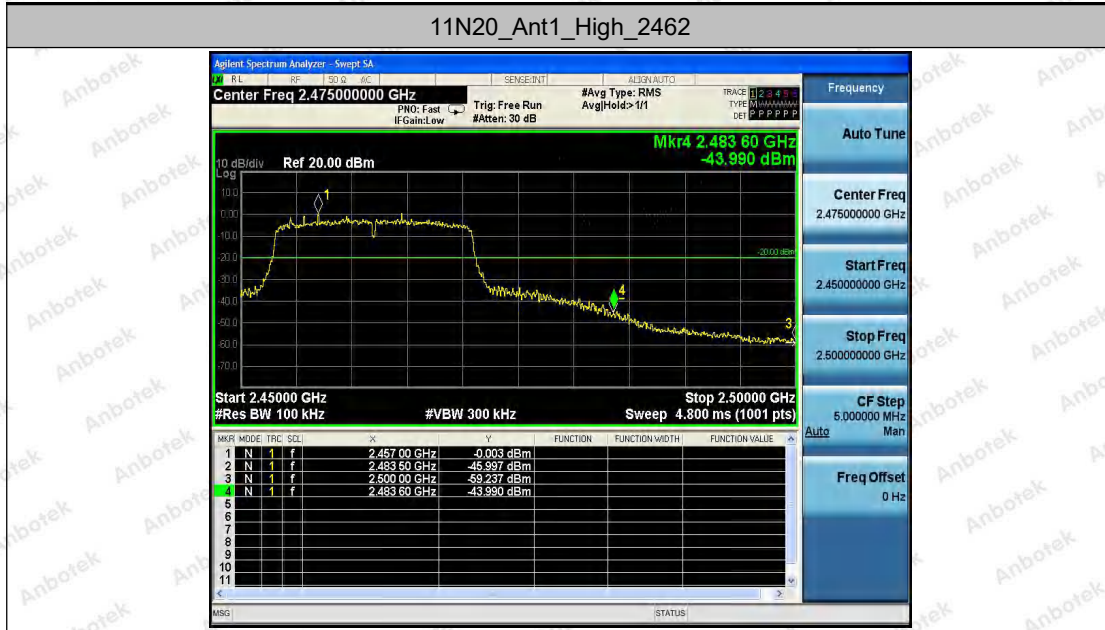 11N20_Ant1_High_2462
Agilent Spectrum Analyzer - Swept SA
RL RF 50 Ω AC SENSE:INT ALIGN AUTO
Center Freq 2.475000000 GHz
PNO: Fast
IFGain:Low
Trig: Free Run
#Atten: 30 dB
#Avg Type: RMS
Avg|Hold:>1/1
TRACE 1 2 3 4 5 6
TYPE M
DET P P P P P P
Mkr4 2.483 60 GHz
-43.990 dBm
10 dB/div Ref 20.00 dBm
Log
10.0
0.00
-10.0
-20.0
-30.0
-40.0
-50.0
-60.0
-70.0
1
-20.00 dBm
4
3
Start 2.45000 GHz Stop 2.50000 GHz
#Res BW 100 kHz #VBW 300 kHz Sweep 4.800 ms (1001 pts)
MKR MODE TRC SCL X Y FUNCTION FUNCTION WIDTH FUNCTION VALUE
1 N 1 f 2.457 00 GHz -0.003 dBm
2 N 1 f 2.483 50 GHz -45.997 dBm
3 N 1 f 2.500 00 GHz -59.237 dBm
4 N 1 f 2.483 60 GHz -43.990 dBm
5
6
7
8
9
10
11
MSG STATUS
Frequency
Auto Tune
Center Freq
2.475000000 GHz
Start Freq
2.450000000 GHz
Stop Freq
2.500000000 GHz
CF Step
5.000000 MHz
Auto Man
Freq Offset
0 Hz
Anbotek